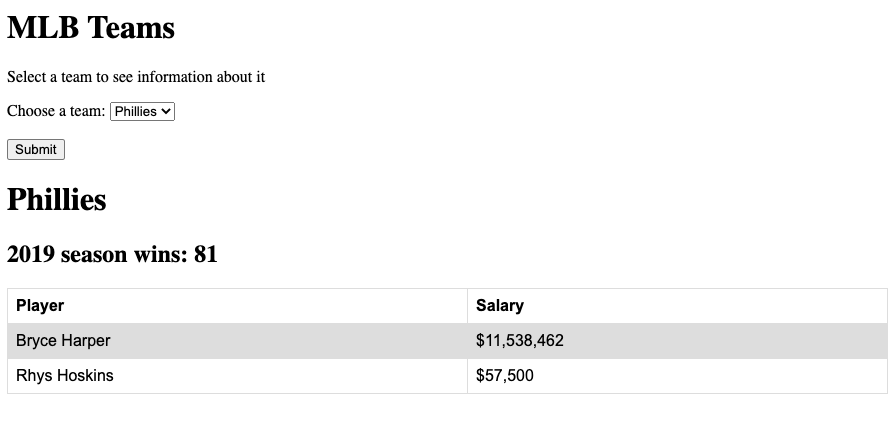 MLB Teams
Select a team to see information about it
Choose a team: Phillies
Submit
Phillies
2019 season wins: 81
Player Salary
Bryce Harper $11,538,462
Rhys Hoskins $57,500